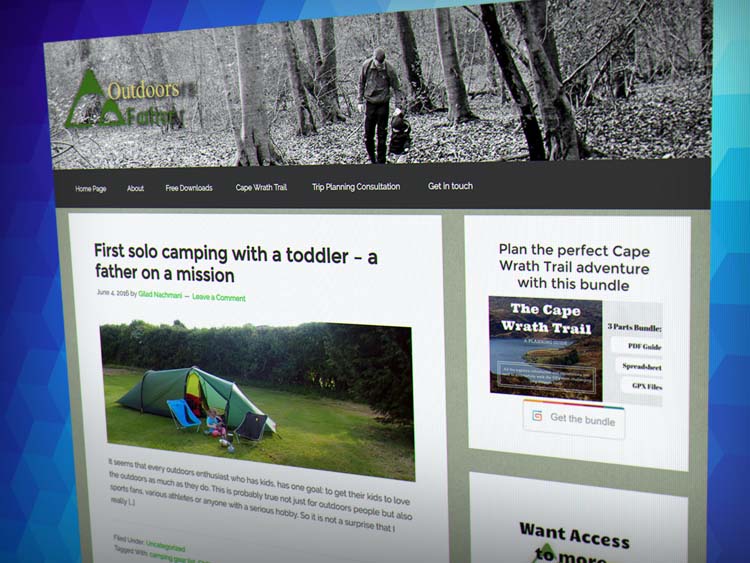 Outdoors
Father
Home Page
About
Free Downloads
Cape Wrath Trail
Trip Planning Consultation
Get in touch
First solo camping with a toddler – a
father on a mission
June 4, 2016 by Gilad Nachmani — Leave a Comment
It seems that every outdoors enthusiast who has kids, has one goal: to get their kids to love
the outdoors as much as they do. This is probably true not just for outdoors people but also
sports fans, various athletes or anyone with a serious hobby. So it is not a surprise that I
really [...]
Filed Under: Uncategorized
Tagged With: camping gear for
Plan the perfect Cape
Wrath Trail adventure
with this bundle
The Cape
Wrath Trail
A PLANNING GUIDE
3 Parts Bundle:
PDF Guide
Spreadsheet
GPX Files
Get the bundle
Want Access
to more